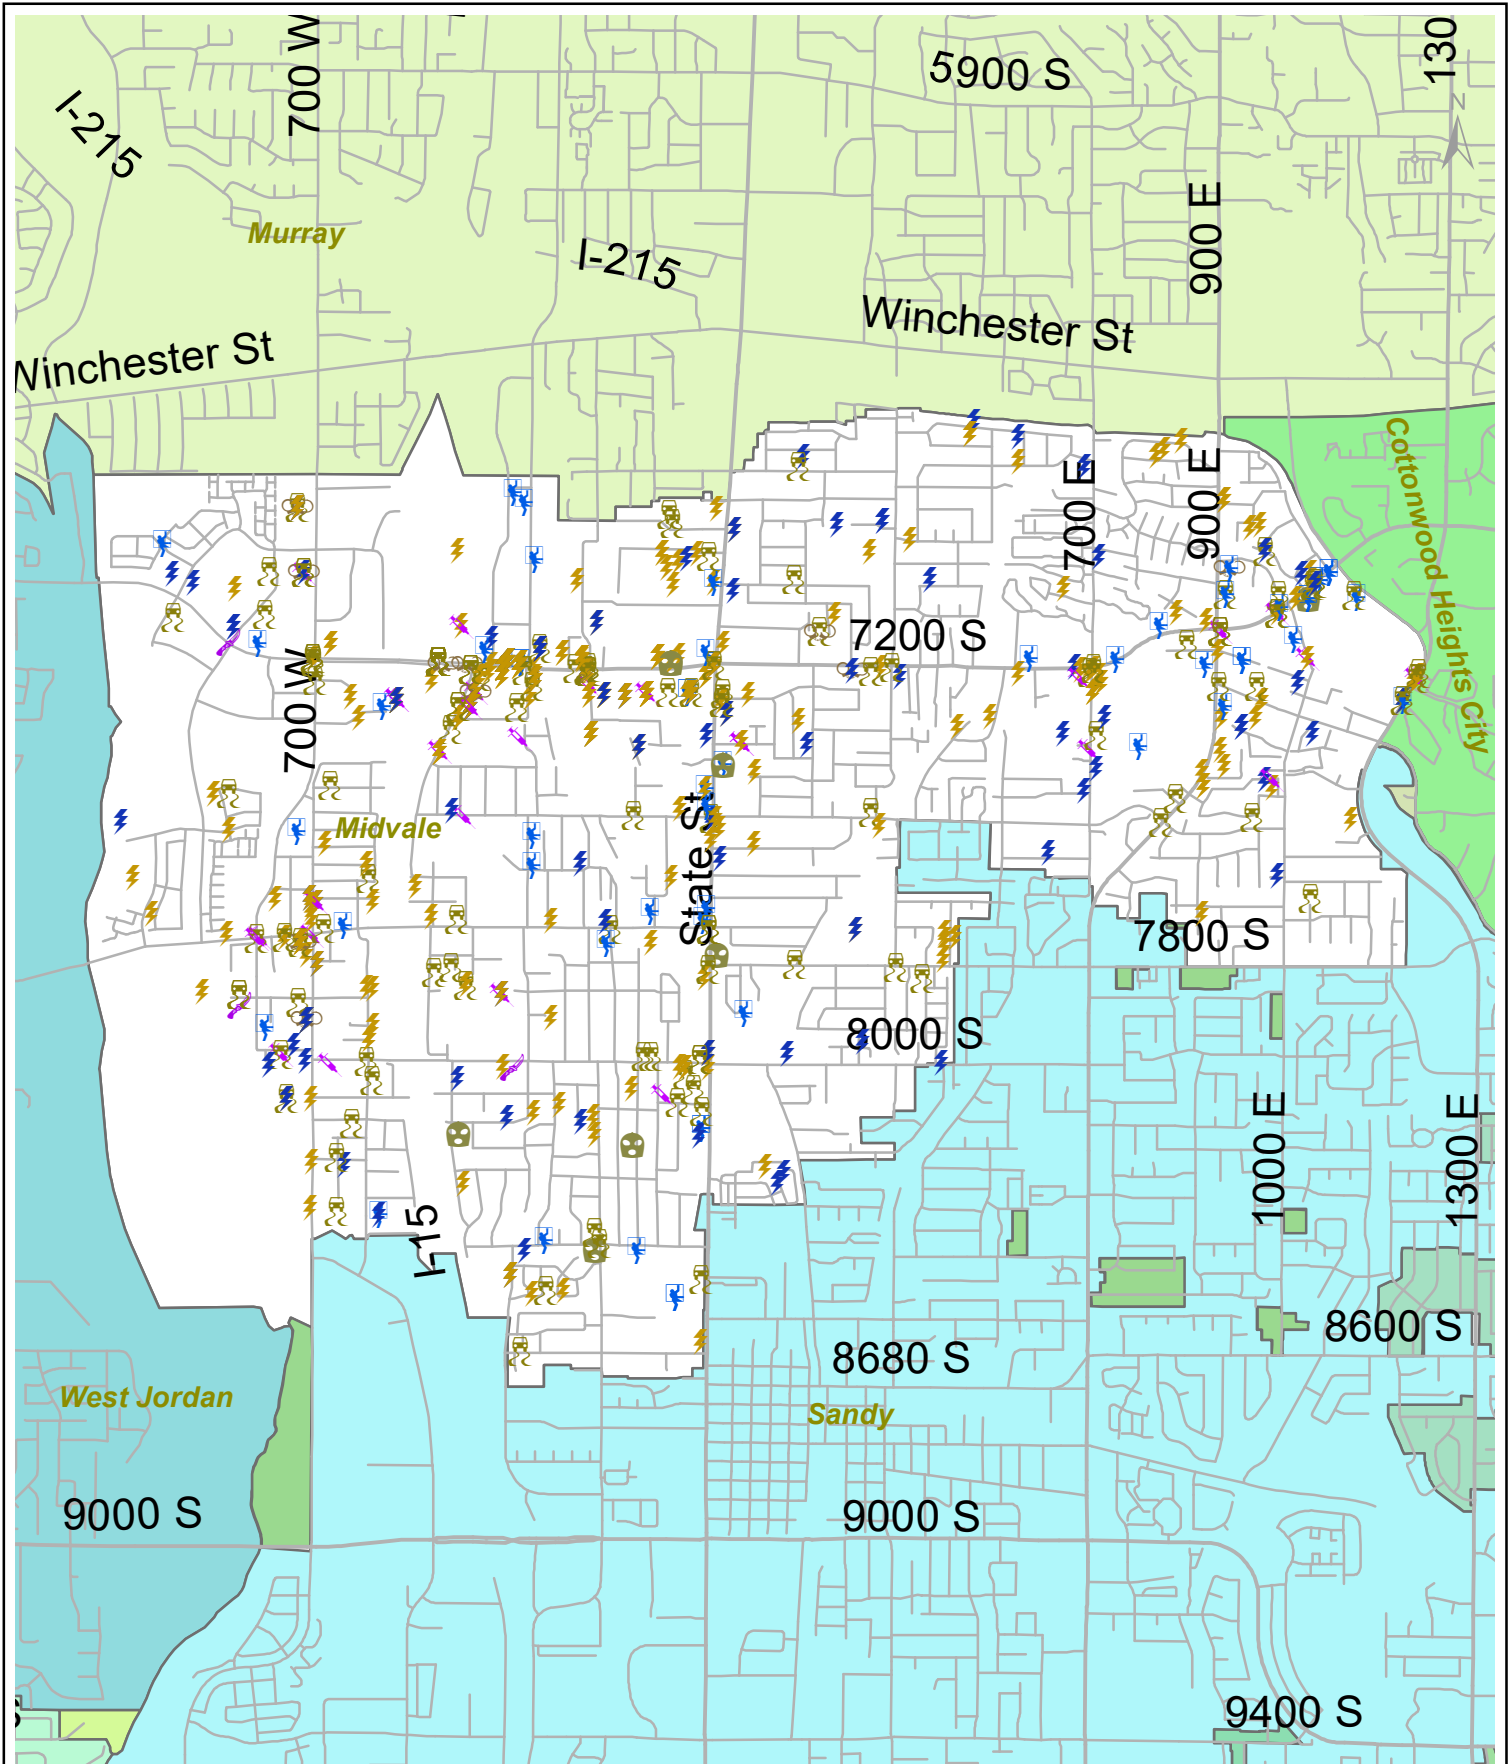 700 W
5900 S
130
I-215
N
900 E
Murray
I-215
Winchester St
Winchester St
Cottonwood Heights City
700 E
900 E
7200 S
700 W
Midvale
State St
7800 S
8000 S
1000 E
1300 E
I-15
8600 S
8680 S
West Jordan
Sandy
9000 S
9000 S
9400 S